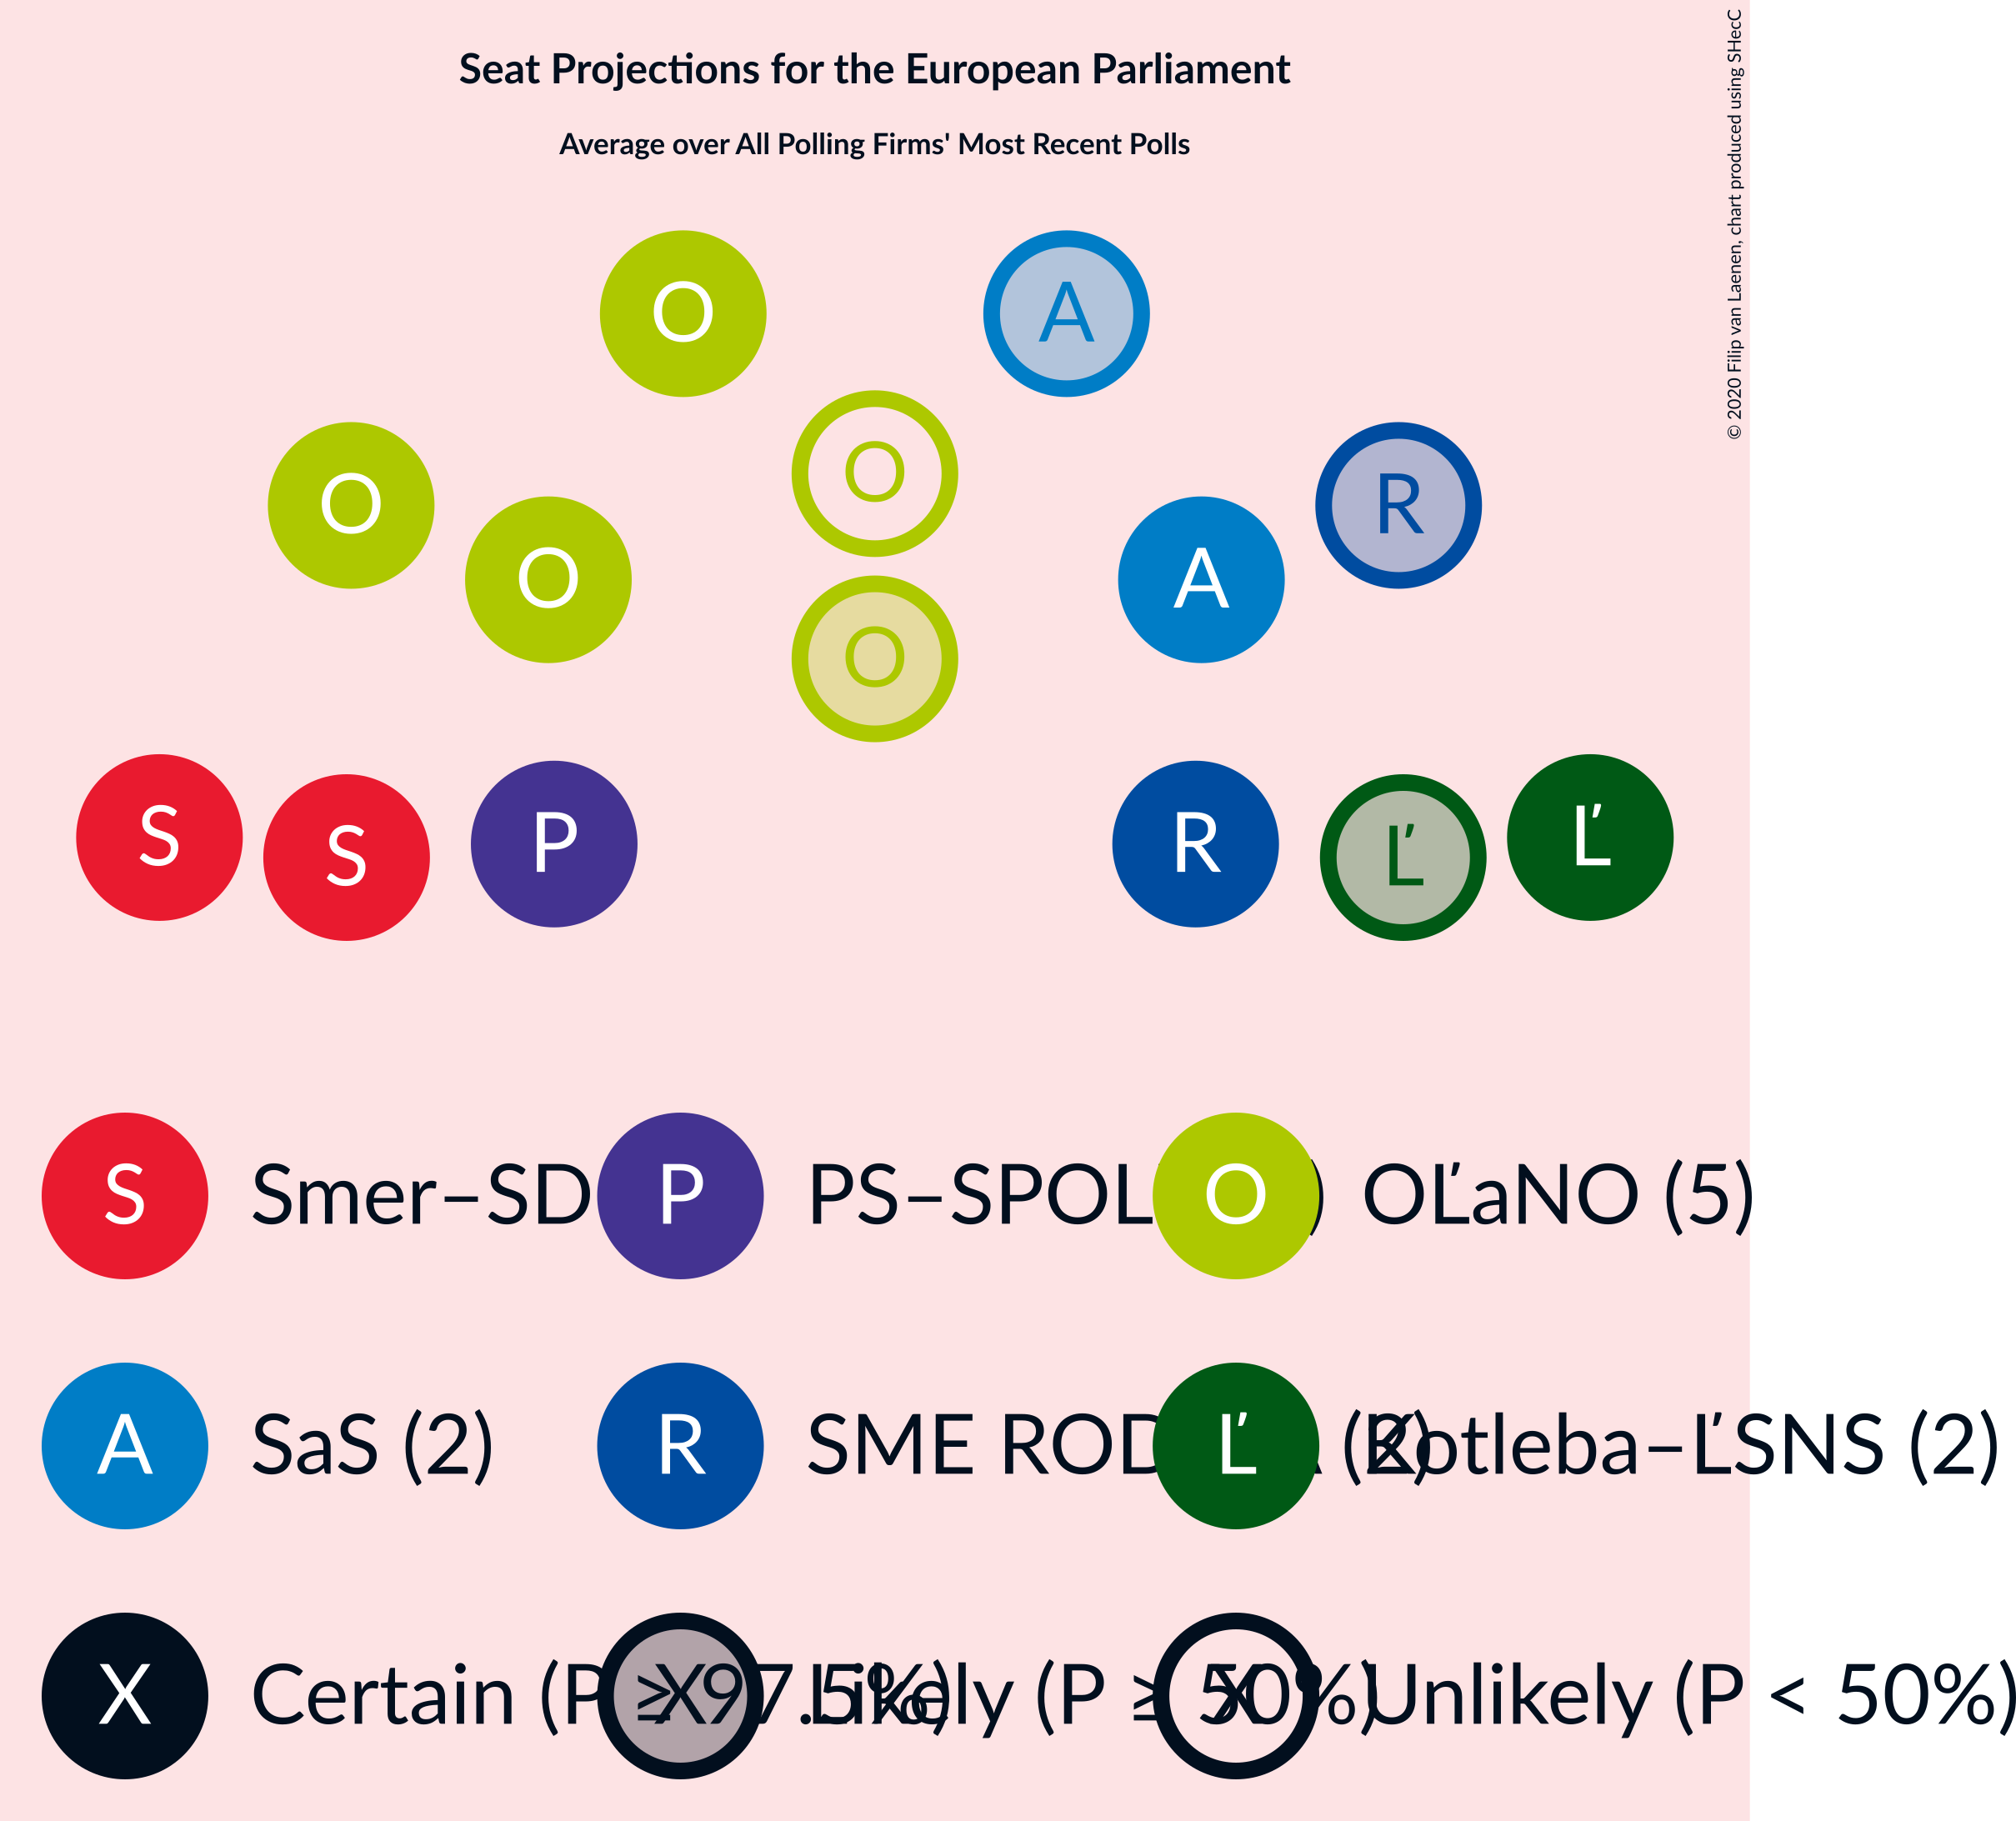 Seat Projections for the European Parliament
Average over All Polling Firms' Most Recent Polls
© 2020 Filip van Laenen, chart produced using SHecC
O A
O
O R
O A
O
S P R Ľ
S Ľ
S Smer–SD P PS–SPOL O OĽaNO (5)
A SaS (2) R SME ROD Ľ Kotleba–ĽSNS (2)
X Certain (P ≥ 97.5%) X Likely (P ≥ 50%) X Unlikely (P < 50%)